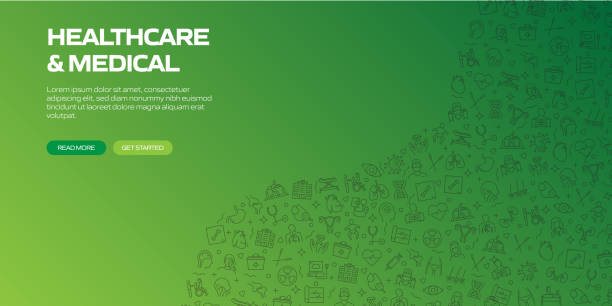 HEALTHCARE
& MEDICAL
Lorem ipsum dolor sit amet, consectetuer
adipiscing elit, sed diam nonummy nibh euismod
tincidunt ut laoreet dolore magna aliquam erat
volutpat.
READ MORE
GET STARTED